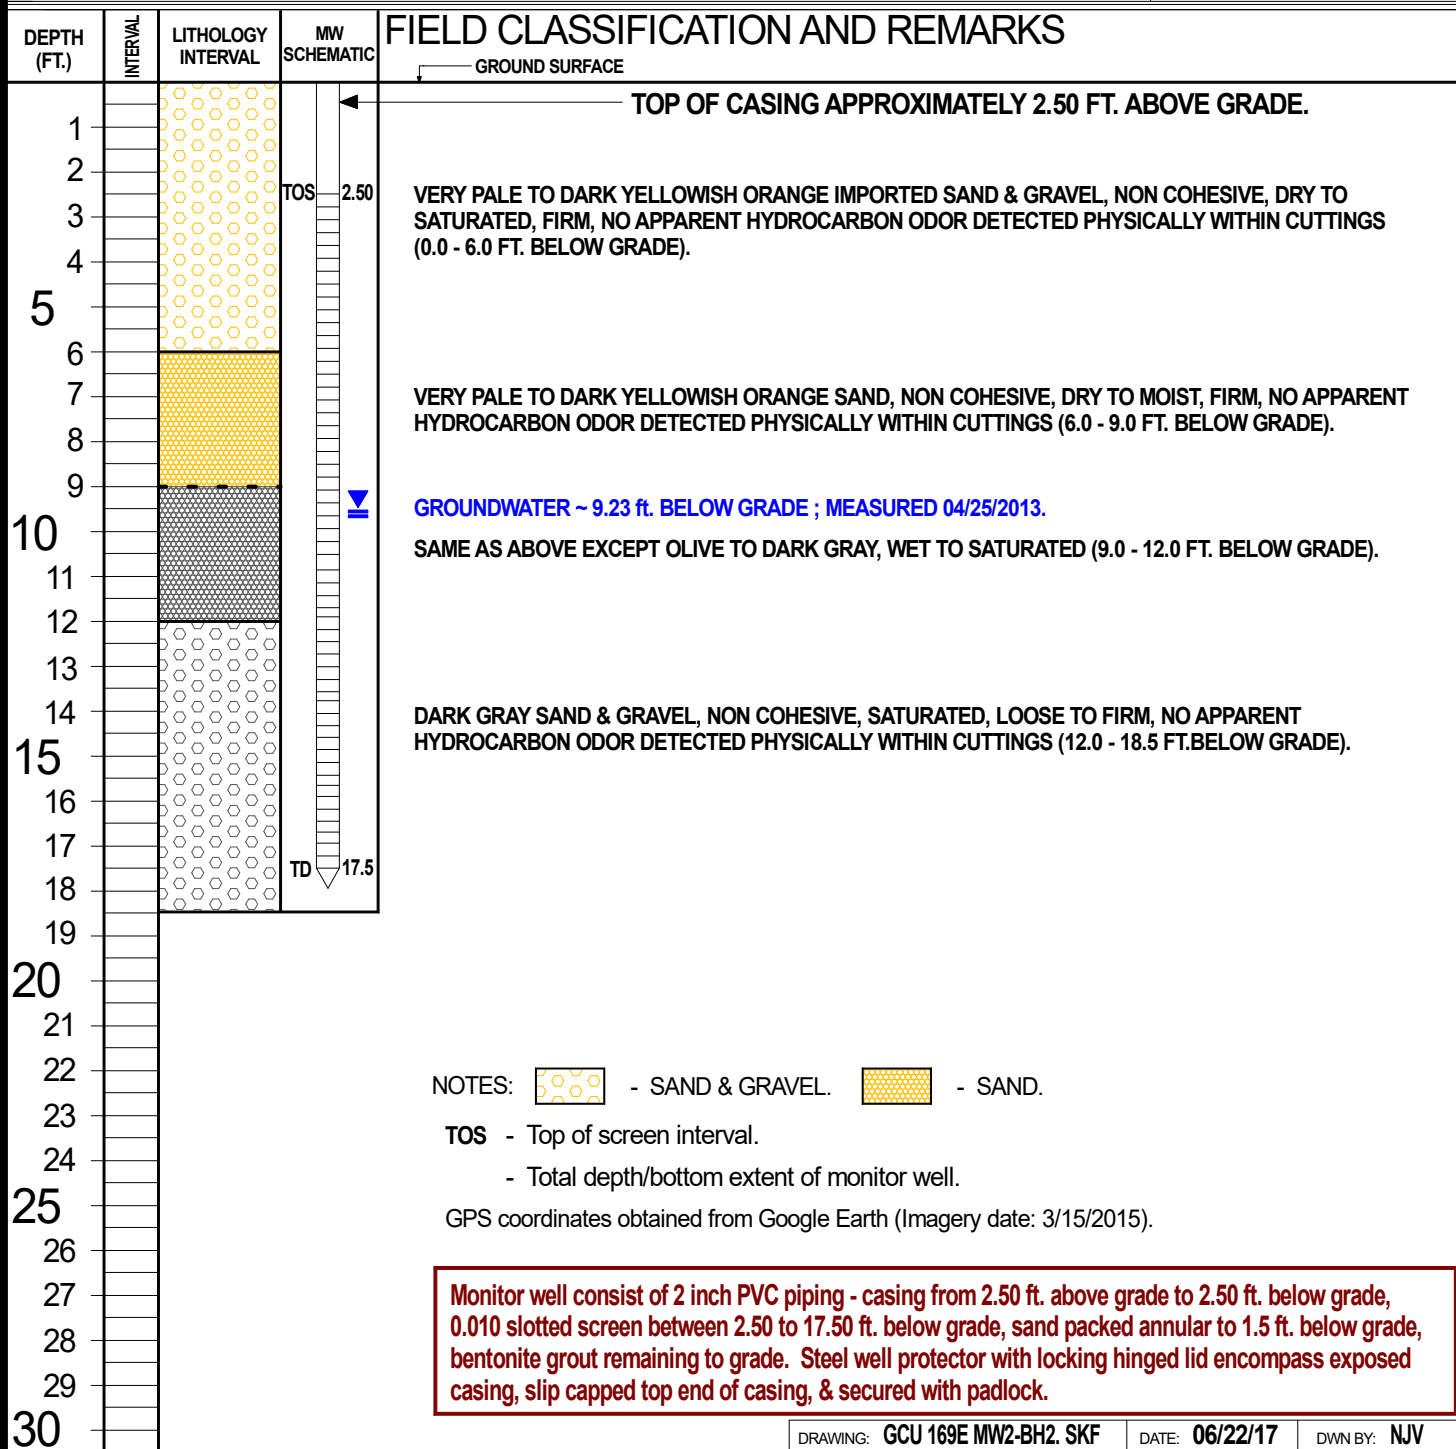 DEPTH
(FT.)
INTERVAL
LITHOLOGY
INTERVAL
MW
SCHEMATIC
FIELD CLASSIFICATION AND REMARKS
GROUND SURFACE
TOP OF CASING APPROXIMATELY 2.50 FT. ABOVE GRADE.
1
2
TOS 2.50
VERY PALE TO DARK YELLOWISH ORANGE IMPORTED SAND & GRAVEL, NON COHESIVE, DRY TO
SATURATED, FIRM, NO APPARENT HYDROCARBON ODOR DETECTED PHYSICALLY WITHIN CUTTINGS
(0.0 - 6.0 FT. BELOW GRADE).
3
4
5
6
7
VERY PALE TO DARK YELLOWISH ORANGE SAND, NON COHESIVE, DRY TO MOIST, FIRM, NO APPARENT
HYDROCARBON ODOR DETECTED PHYSICALLY WITHIN CUTTINGS (6.0 - 9.0 FT. BELOW GRADE).
8
9
GROUNDWATER ~ 9.23 ft. BELOW GRADE ; MEASURED 04/25/2013.
10
SAME AS ABOVE EXCEPT OLIVE TO DARK GRAY, WET TO SATURATED (9.0 - 12.0 FT. BELOW GRADE).
11
12
13
14
DARK GRAY SAND & GRAVEL, NON COHESIVE, SATURATED, LOOSE TO FIRM, NO APPARENT
HYDROCARBON ODOR DETECTED PHYSICALLY WITHIN CUTTINGS (12.0 - 18.5 FT.BELOW GRADE).
15
16
17
TD 17.5
18
19
20
21
22
NOTES: - SAND & GRAVEL. - SAND.
23
TOS - Top of screen interval.
24
- Total depth/bottom extent of monitor well.
25
GPS coordinates obtained from Google Earth (Imagery date: 3/15/2015).
26
27
28
29
30
Monitor well consist of 2 inch PVC piping - casing from 2.50 ft. above grade to 2.50 ft. below grade,
0.010 slotted screen between 2.50 to 17.50 ft. below grade, sand packed annular to 1.5 ft. below grade,
bentonite grout remaining to grade. Steel well protector with locking hinged lid encompass exposed
casing, slip capped top end of casing, & secured with padlock.
DRAWING: GCU 169E MW2-BH2. SKF DATE: 06/22/17 DWN BY: NJV